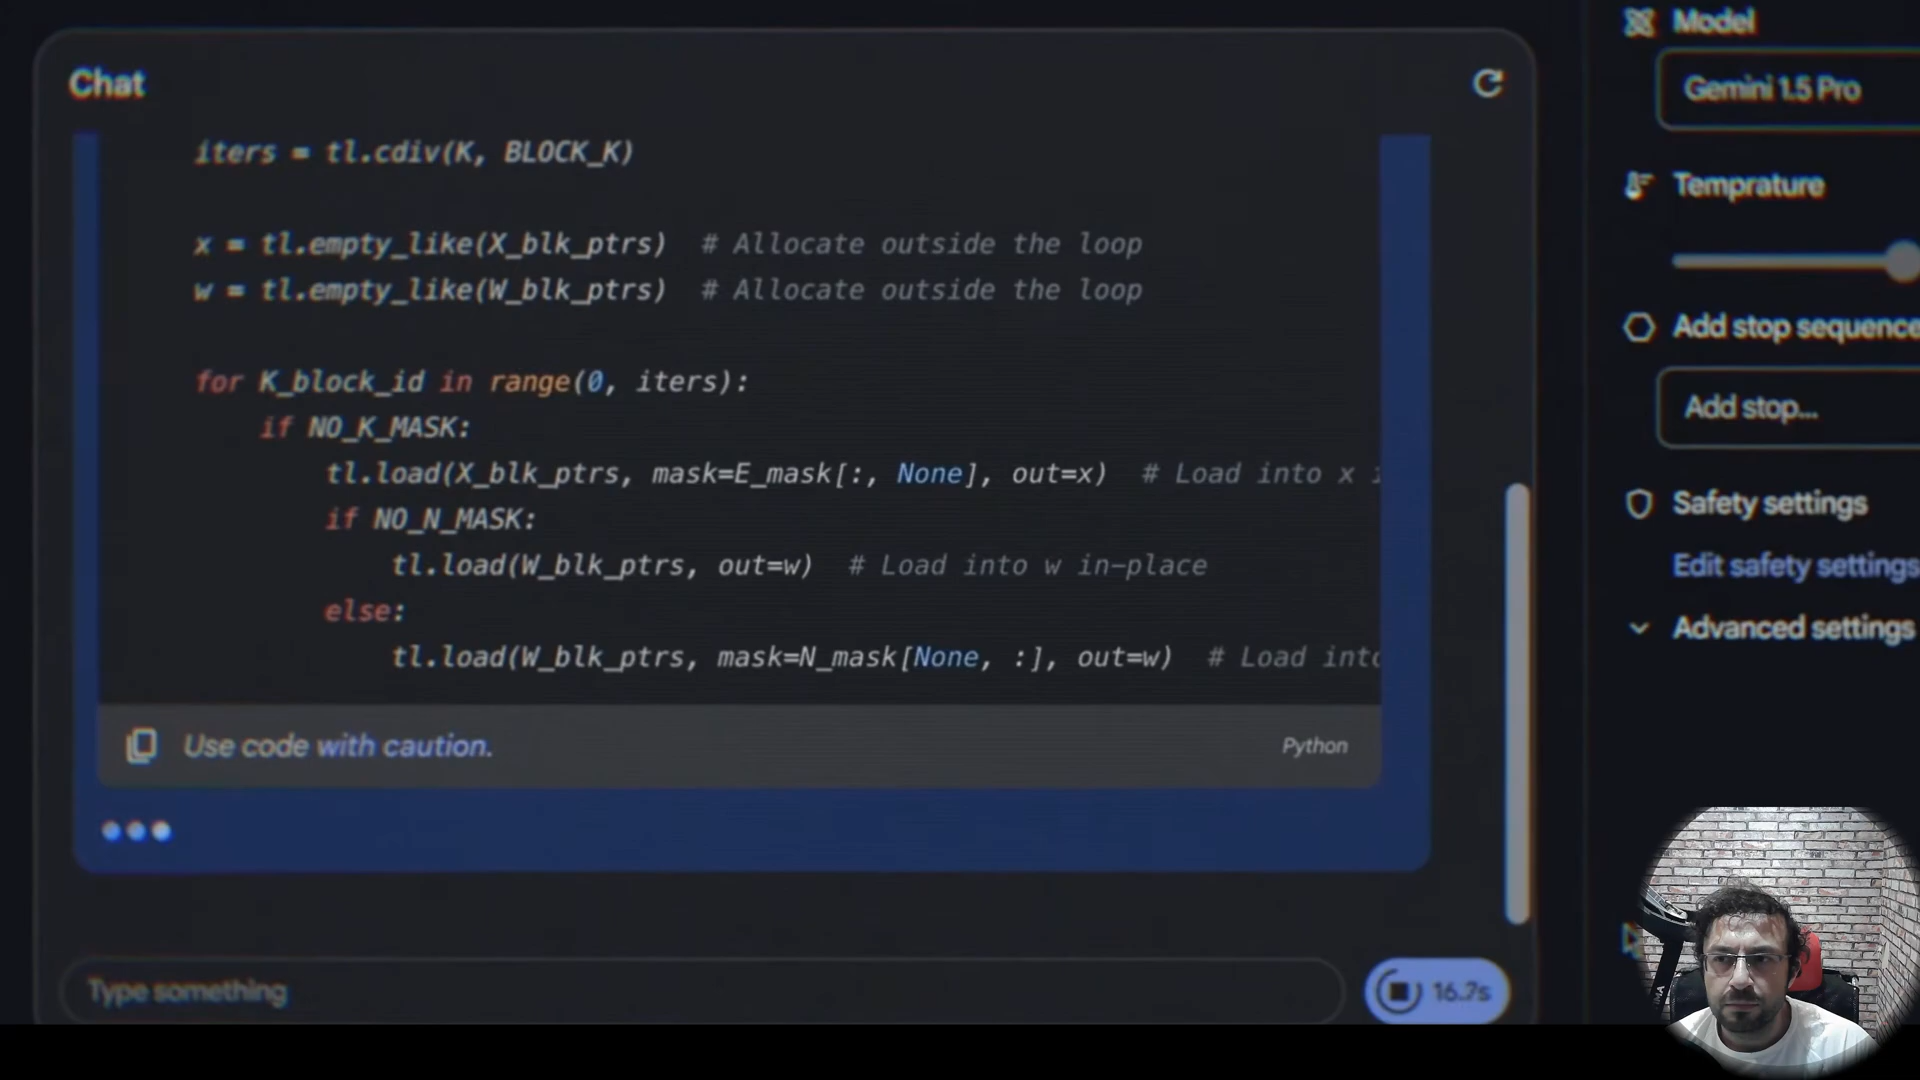 Chat
iters = tl.cdiv(K, BLOCK_K)
x = tl.empty_like(X_blk_ptrs)  # Allocate outside the loop
w = tl.empty_like(W_blk_ptrs)  # Allocate outside the loop
for K_block_id in range(0, iters):
if NO_K_MASK:
tl.load(X_blk_ptrs, mask=E_mask[:, None], out=x)  # Load into x
if NO_N_MASK:
tl.load(W_blk_ptrs, out=w)  # Load into w in-place
else:
tl.load(W_blk_ptrs, mask=N_mask[None, :], out=w)  # Load
Use code with caution.
Python
Type something
16.7s
Model
Gemini 1.5 Pro
Temprature
Add stop sequence
Add stop...
Safety settings
Edit safety settings
Advanced settings